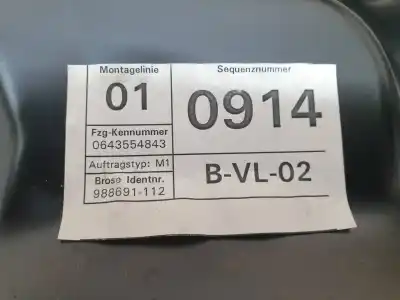 Montagelinie
01
Sequenznummer
0914
Fzg-Kennummer
0643554843
Auftragstyp: M1
Brose Identnr.
988691-112
B-VL-02